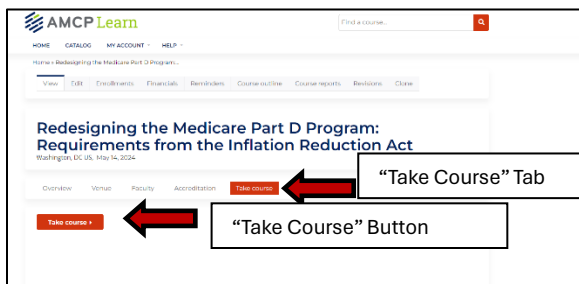 AMCP Learn
Find a course...
HOME CATALOG MY ACCOUNT HELP
Home » Redesigning the Medicare Part D Program...
View Edit Enrollments Financials Reminders Course outline Course reports Revisions Clone
Redesigning the Medicare Part D Program:
Requirements from the Inflation Reduction Act
Washington, DC US, May 14, 2024
Overview Venue Faculty Accreditation Take course
“Take Course” Tab
Take course ›
“Take Course” Button